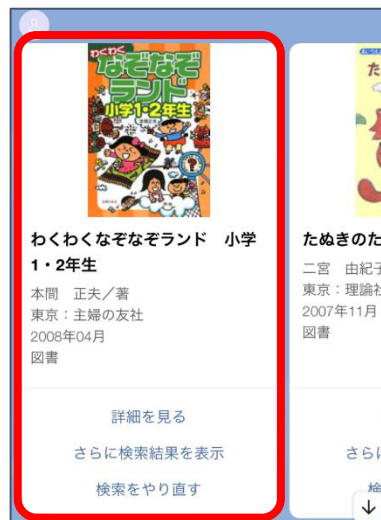 わくわく
なぞなぞ
ランド
小学1・2年生
わくわくなぞなぞランド　小学
1・2年生
本間　正夫／著
東京：主婦の友社
2008年04月
図書
詳細を見る
さらに検索結果を表示
検索をやり直す
た
たぬきのた
二宮　由紀子
東京：理論社
2007年11月
図書
さらに
検